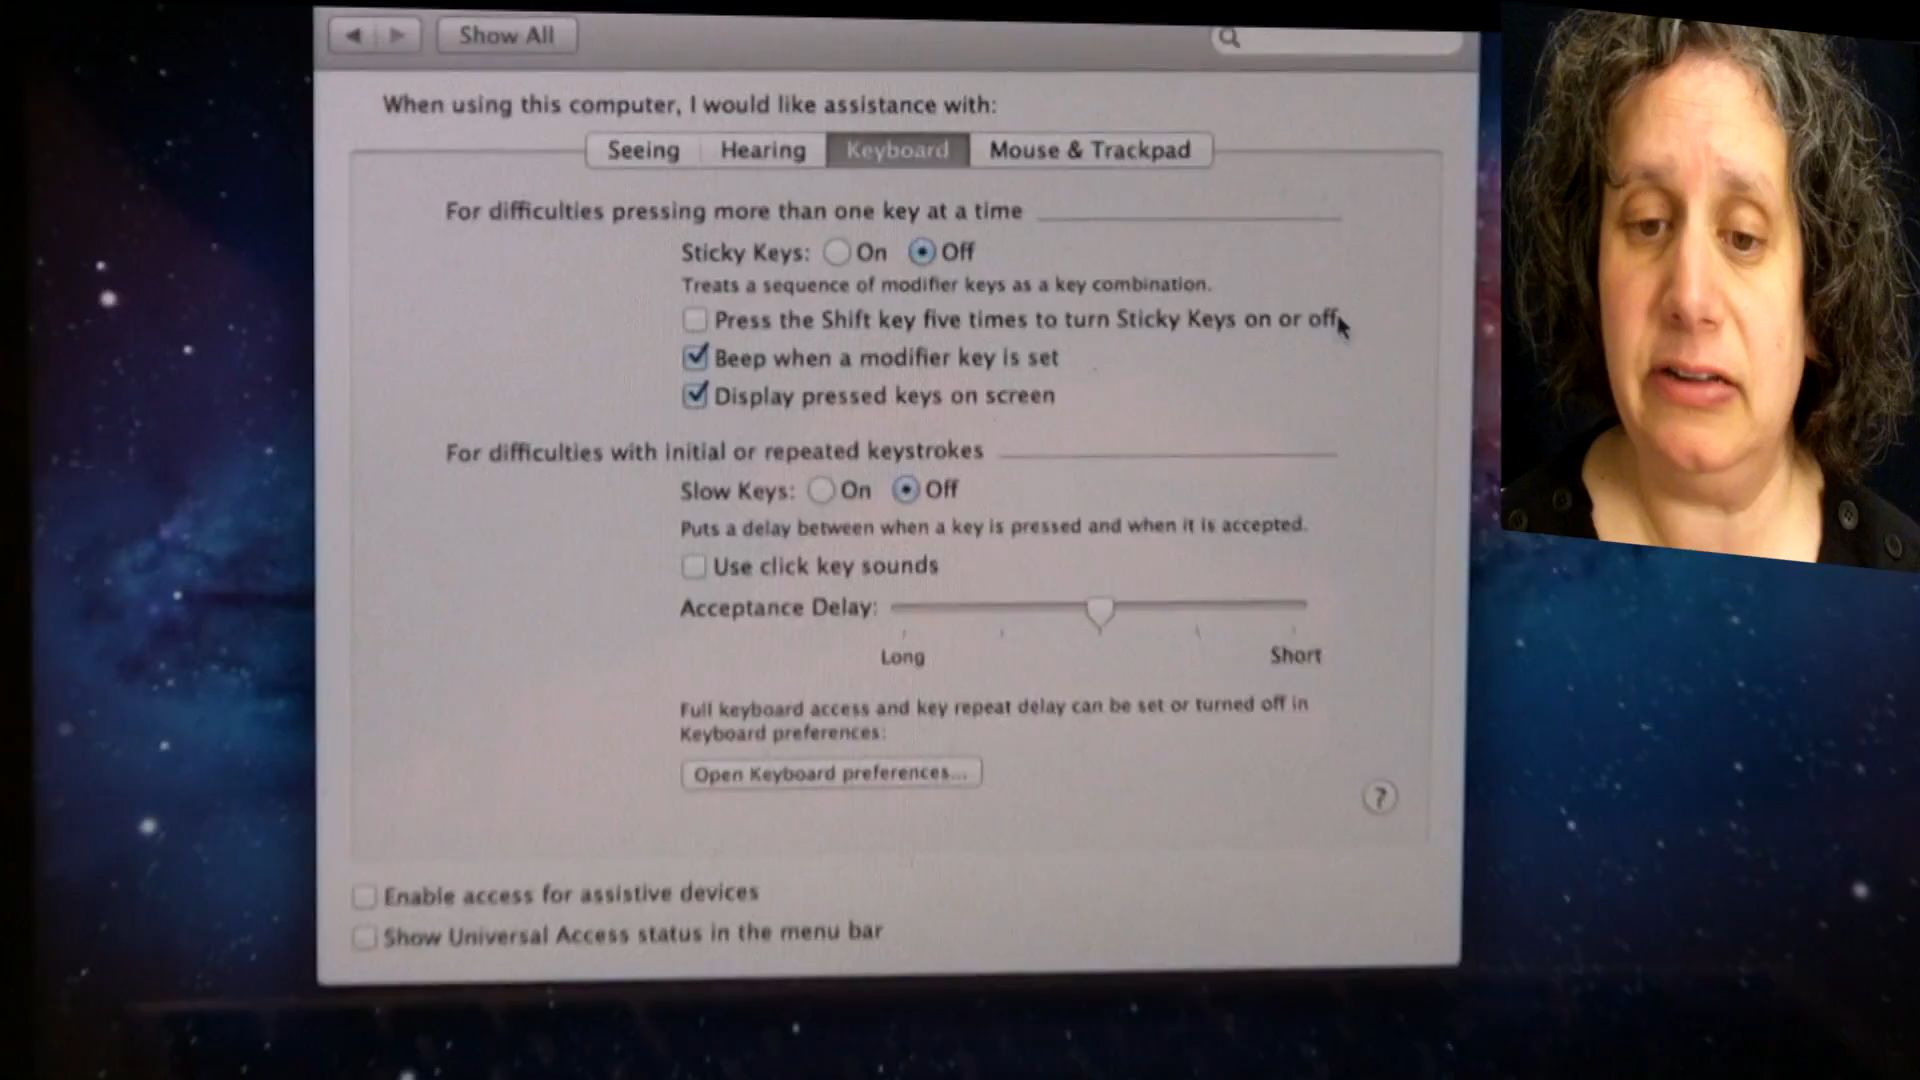 Show All
When using this computer, I would like assistance with:
Seeing Hearing Keyboard Mouse & Trackpad
For difficulties pressing more than one key at a time
Sticky Keys: On Off
Treats a sequence of modifier keys as a key combination.
Press the Shift key five times to turn Sticky Keys on or off
Beep when a modifier key is set
Display pressed keys on screen
For difficulties with initial or repeated keystrokes
Slow Keys: On Off
Puts a delay between when a key is pressed and when it is accepted.
Use click key sounds
Acceptance Delay:
Long Short
Full keyboard access and key repeat delay can be set or turned off in
Keyboard preferences:
Open Keyboard preferences...
?
Enable access for assistive devices
Show Universal Access status in the menu bar